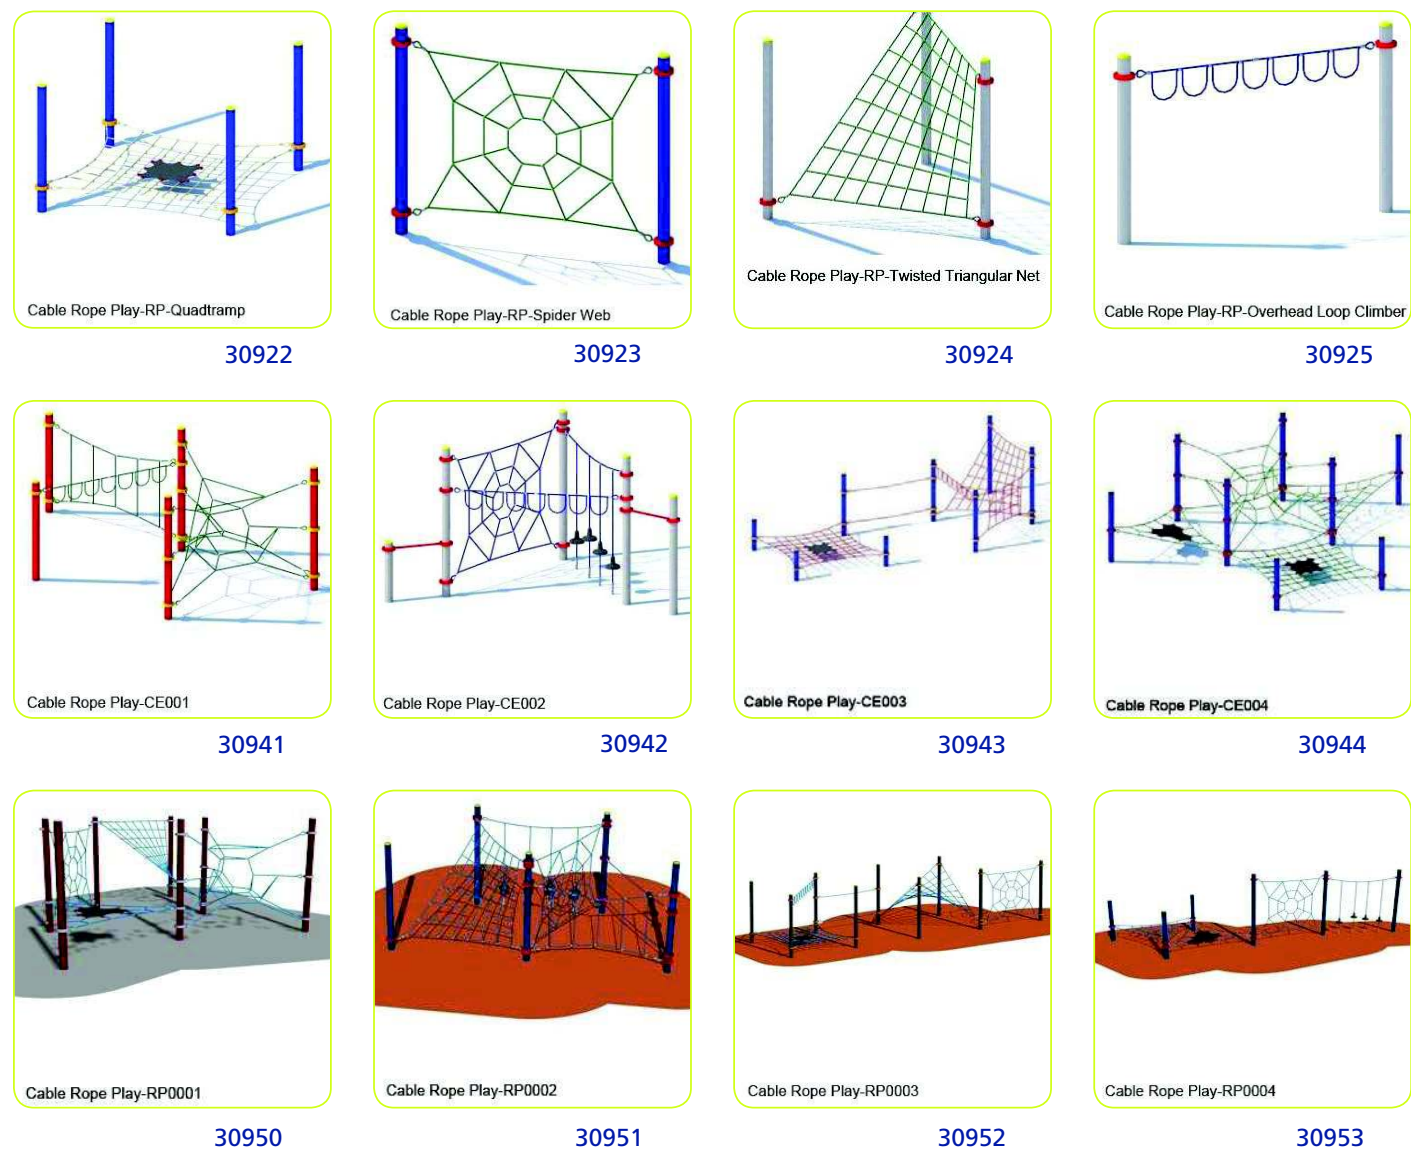 Cable Rope Play-RP-Quadtramp
Cable Rope Play-RP-Spider Web
Cable Rope Play-RP-Twisted Triangular Net
Cable Rope Play-RP-Overhead Loop Climber
30922
30923
30924
30925
Cable Rope Play-CE001
Cable Rope Play-CE002
Cable Rope Play-CE003
Cable Rope Play-CE004
30941
30942
30943
30944
Cable Rope Play-RP0001
Cable Rope Play-RP0002
Cable Rope Play-RP0003
Cable Rope Play-RP0004
30950
30951
30952
30953